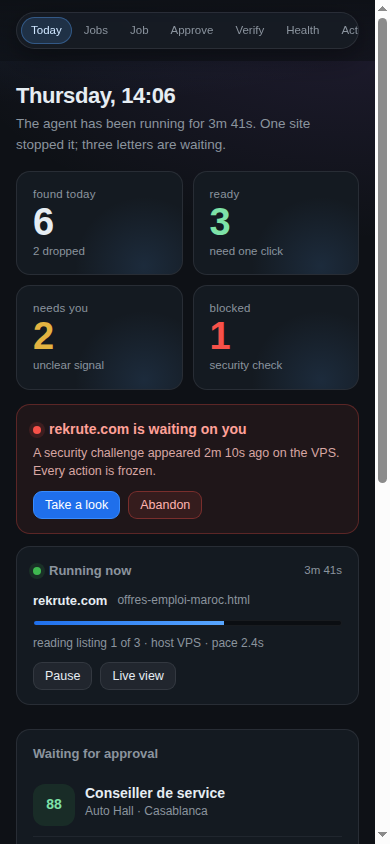 Today Jobs Job Approve Verify Health Act
Thursday, 14:06
The agent has been running for 3m 41s. One site
stopped it; three letters are waiting.
found today
6
2 dropped
ready
3
need one click
needs you
2
unclear signal
blocked
1
security check
rekrute.com is waiting on you
A security challenge appeared 2m 10s ago on the VPS.
Every action is frozen.
Take a look Abandon
Running now 3m 41s
rekrute.com offres-emploi-maroc.html
reading listing 1 of 3 · host VPS · pace 2.4s
Pause Live view
Waiting for approval
88 Conseiller de service
Auto Hall · Casablanca